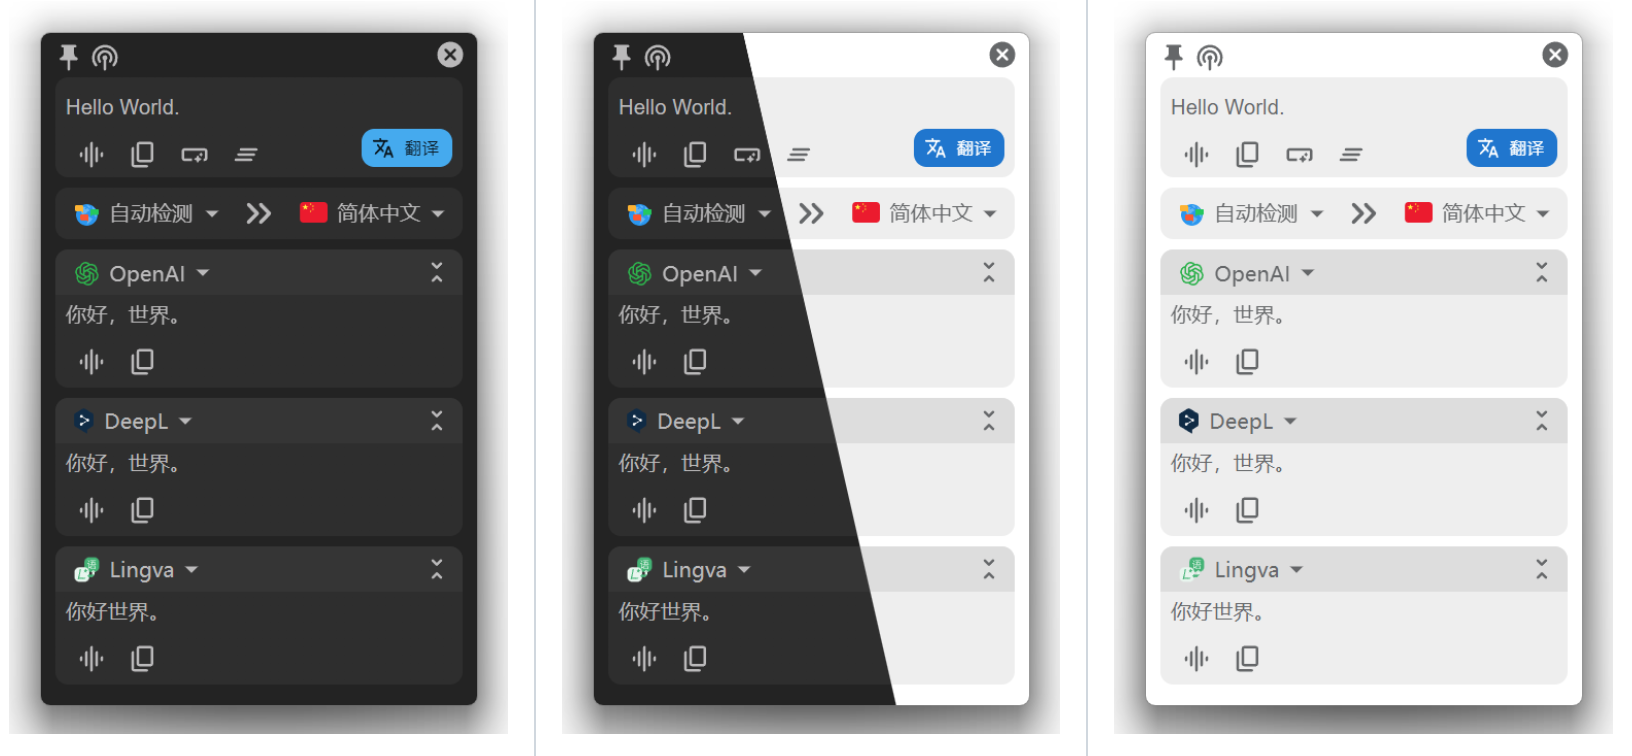 Hello World.
翻译
自动检测 简体中文
OpenAI
你好，世界。
DeepL
你好，世界。
Lingva
你好世界。
Hello World.
翻译
自动检测 简体中文
OpenAI
你好，世界。
DeepL
你好，世界。
Lingva
你好世界。
Hello World.
翻译
自动检测 简体中文
OpenAI
你好，世界。
DeepL
你好，世界。
Lingva
你好世界。